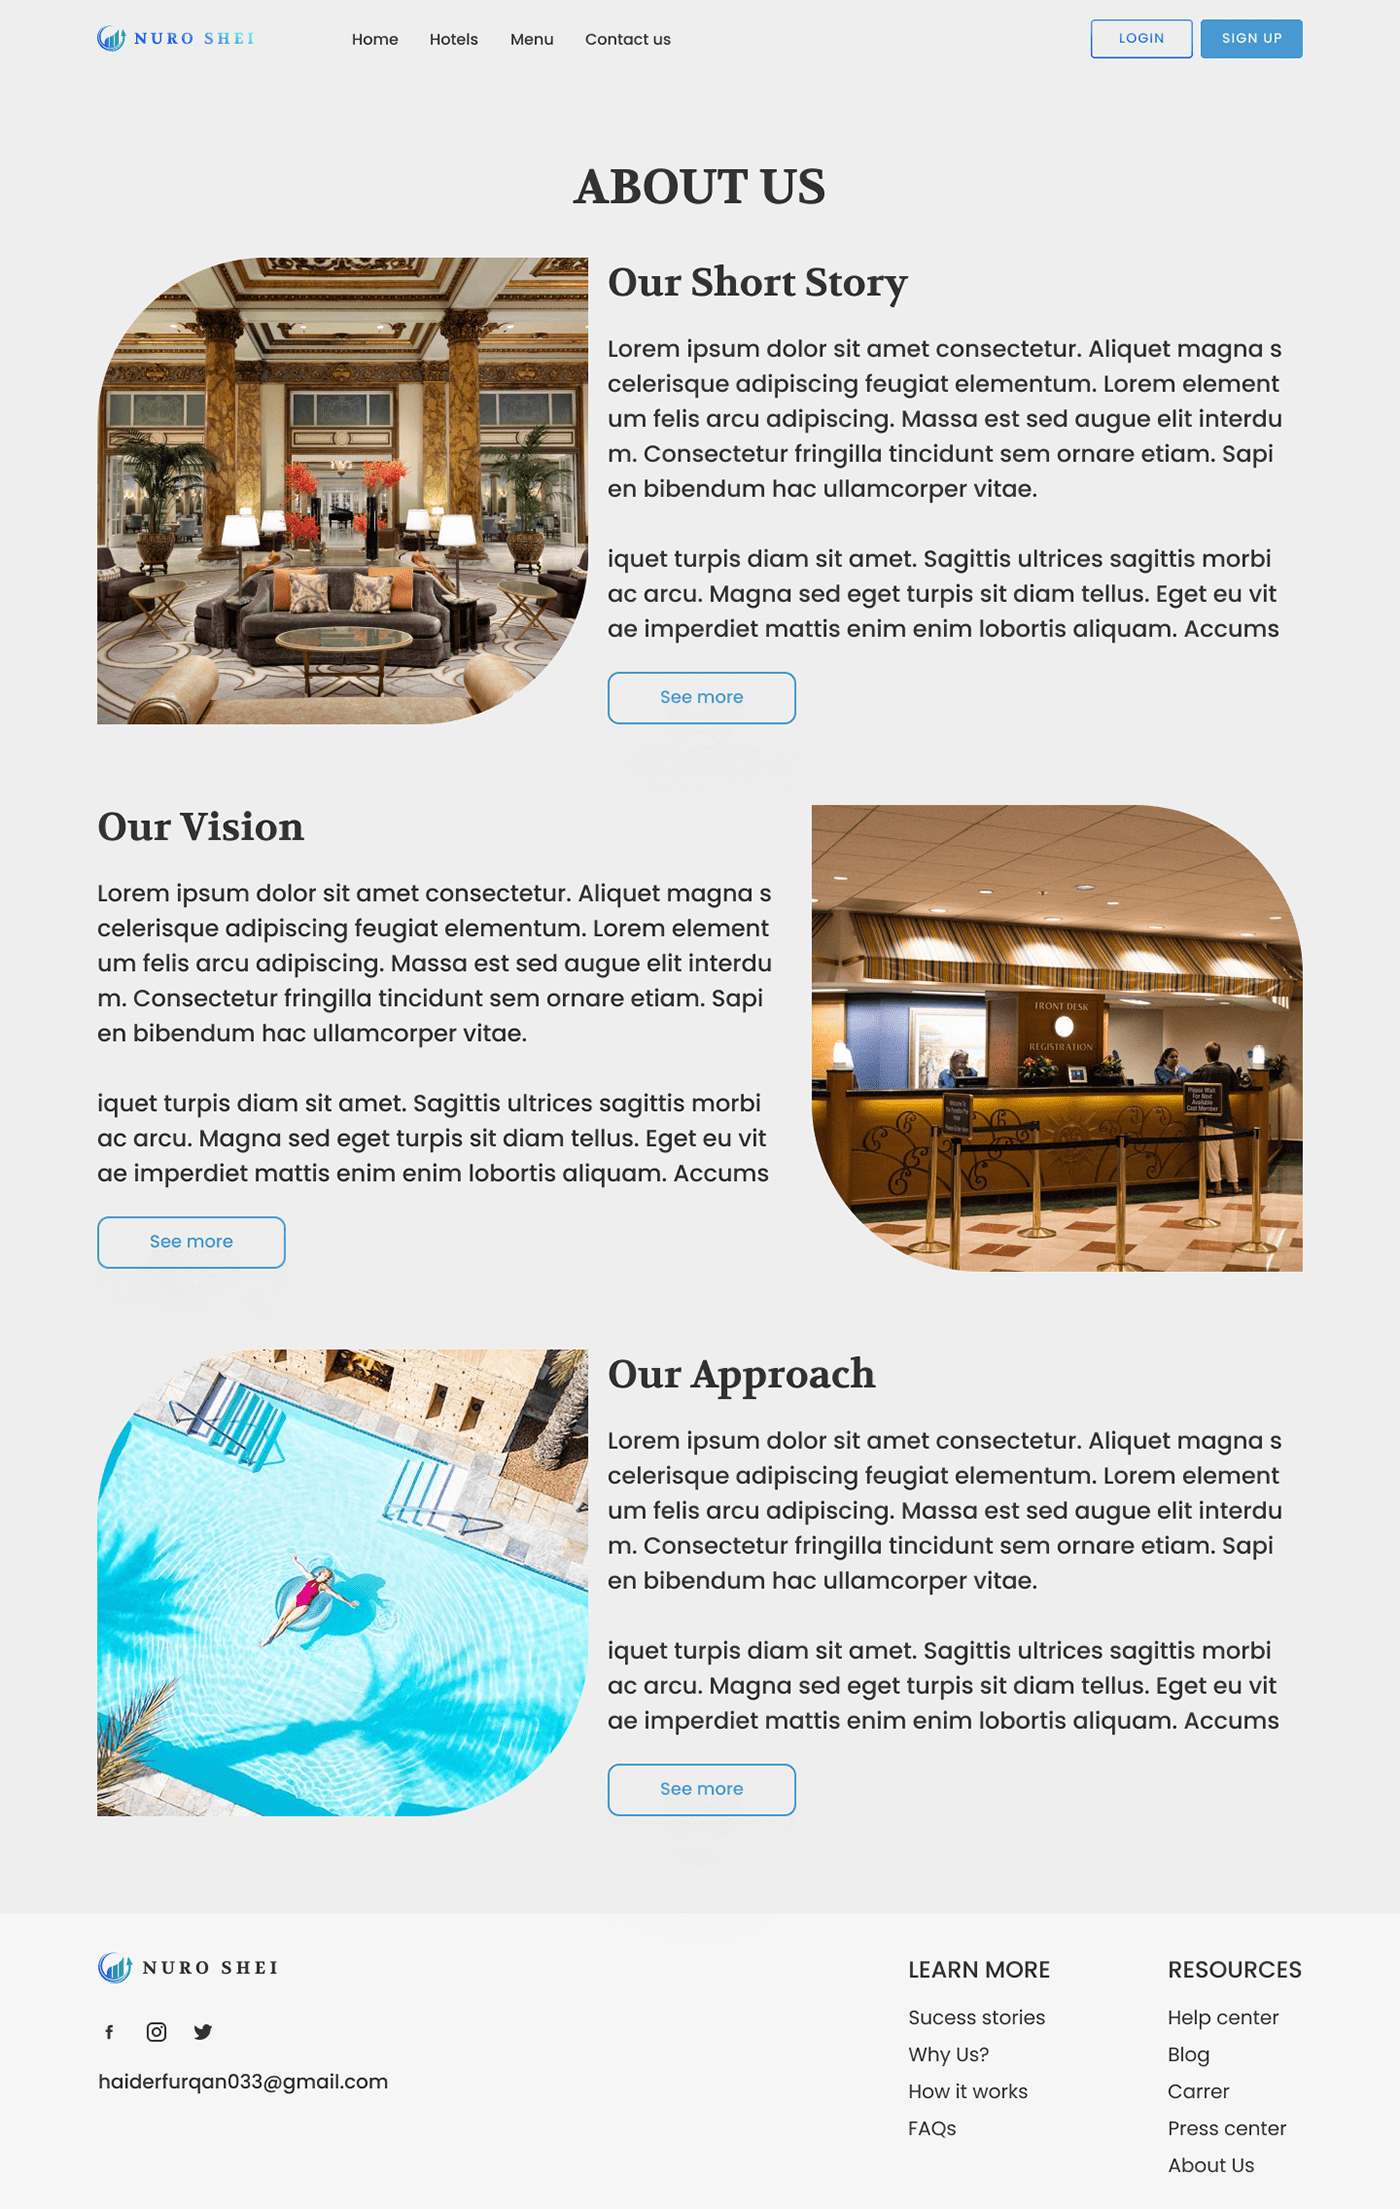 NURO SHEI
Home Hotels Menu Contact us
LOGIN SIGN UP
ABOUT US
Our Short Story
Lorem ipsum dolor sit amet consectetur. Aliquet magna s
celerisque adipiscing feugiat elementum. Lorem element
um felis arcu adipiscing. Massa est sed augue elit interdu
m. Consectetur fringilla tincidunt sem ornare etiam. Sapi
en bibendum hac ullamcorper vitae.
iquet turpis diam sit amet. Sagittis ultrices sagittis morbi
ac arcu. Magna sed eget turpis sit diam tellus. Eget eu vit
ae imperdiet mattis enim enim lobortis aliquam. Accums
See more
Our Vision
Lorem ipsum dolor sit amet consectetur. Aliquet magna s
celerisque adipiscing feugiat elementum. Lorem element
um felis arcu adipiscing. Massa est sed augue elit interdu
m. Consectetur fringilla tincidunt sem ornare etiam. Sapi
en bibendum hac ullamcorper vitae.
iquet turpis diam sit amet. Sagittis ultrices sagittis morbi
ac arcu. Magna sed eget turpis sit diam tellus. Eget eu vit
ae imperdiet mattis enim enim lobortis aliquam. Accums
See more
FRONT DESK
REGISTRATION
Please Wait
For Next
Available
Cast Member
Our Approach
Lorem ipsum dolor sit amet consectetur. Aliquet magna s
celerisque adipiscing feugiat elementum. Lorem element
um felis arcu adipiscing. Massa est sed augue elit interdu
m. Consectetur fringilla tincidunt sem ornare etiam. Sapi
en bibendum hac ullamcorper vitae.
iquet turpis diam sit amet. Sagittis ultrices sagittis morbi
ac arcu. Magna sed eget turpis sit diam tellus. Eget eu vit
ae imperdiet mattis enim enim lobortis aliquam. Accums
See more
NURO SHEI
haiderfurqan033@gmail.com
LEARN MORE
Sucess stories
Why Us?
How it works
FAQs
RESOURCES
Help center
Blog
Carrer
Press center
About Us